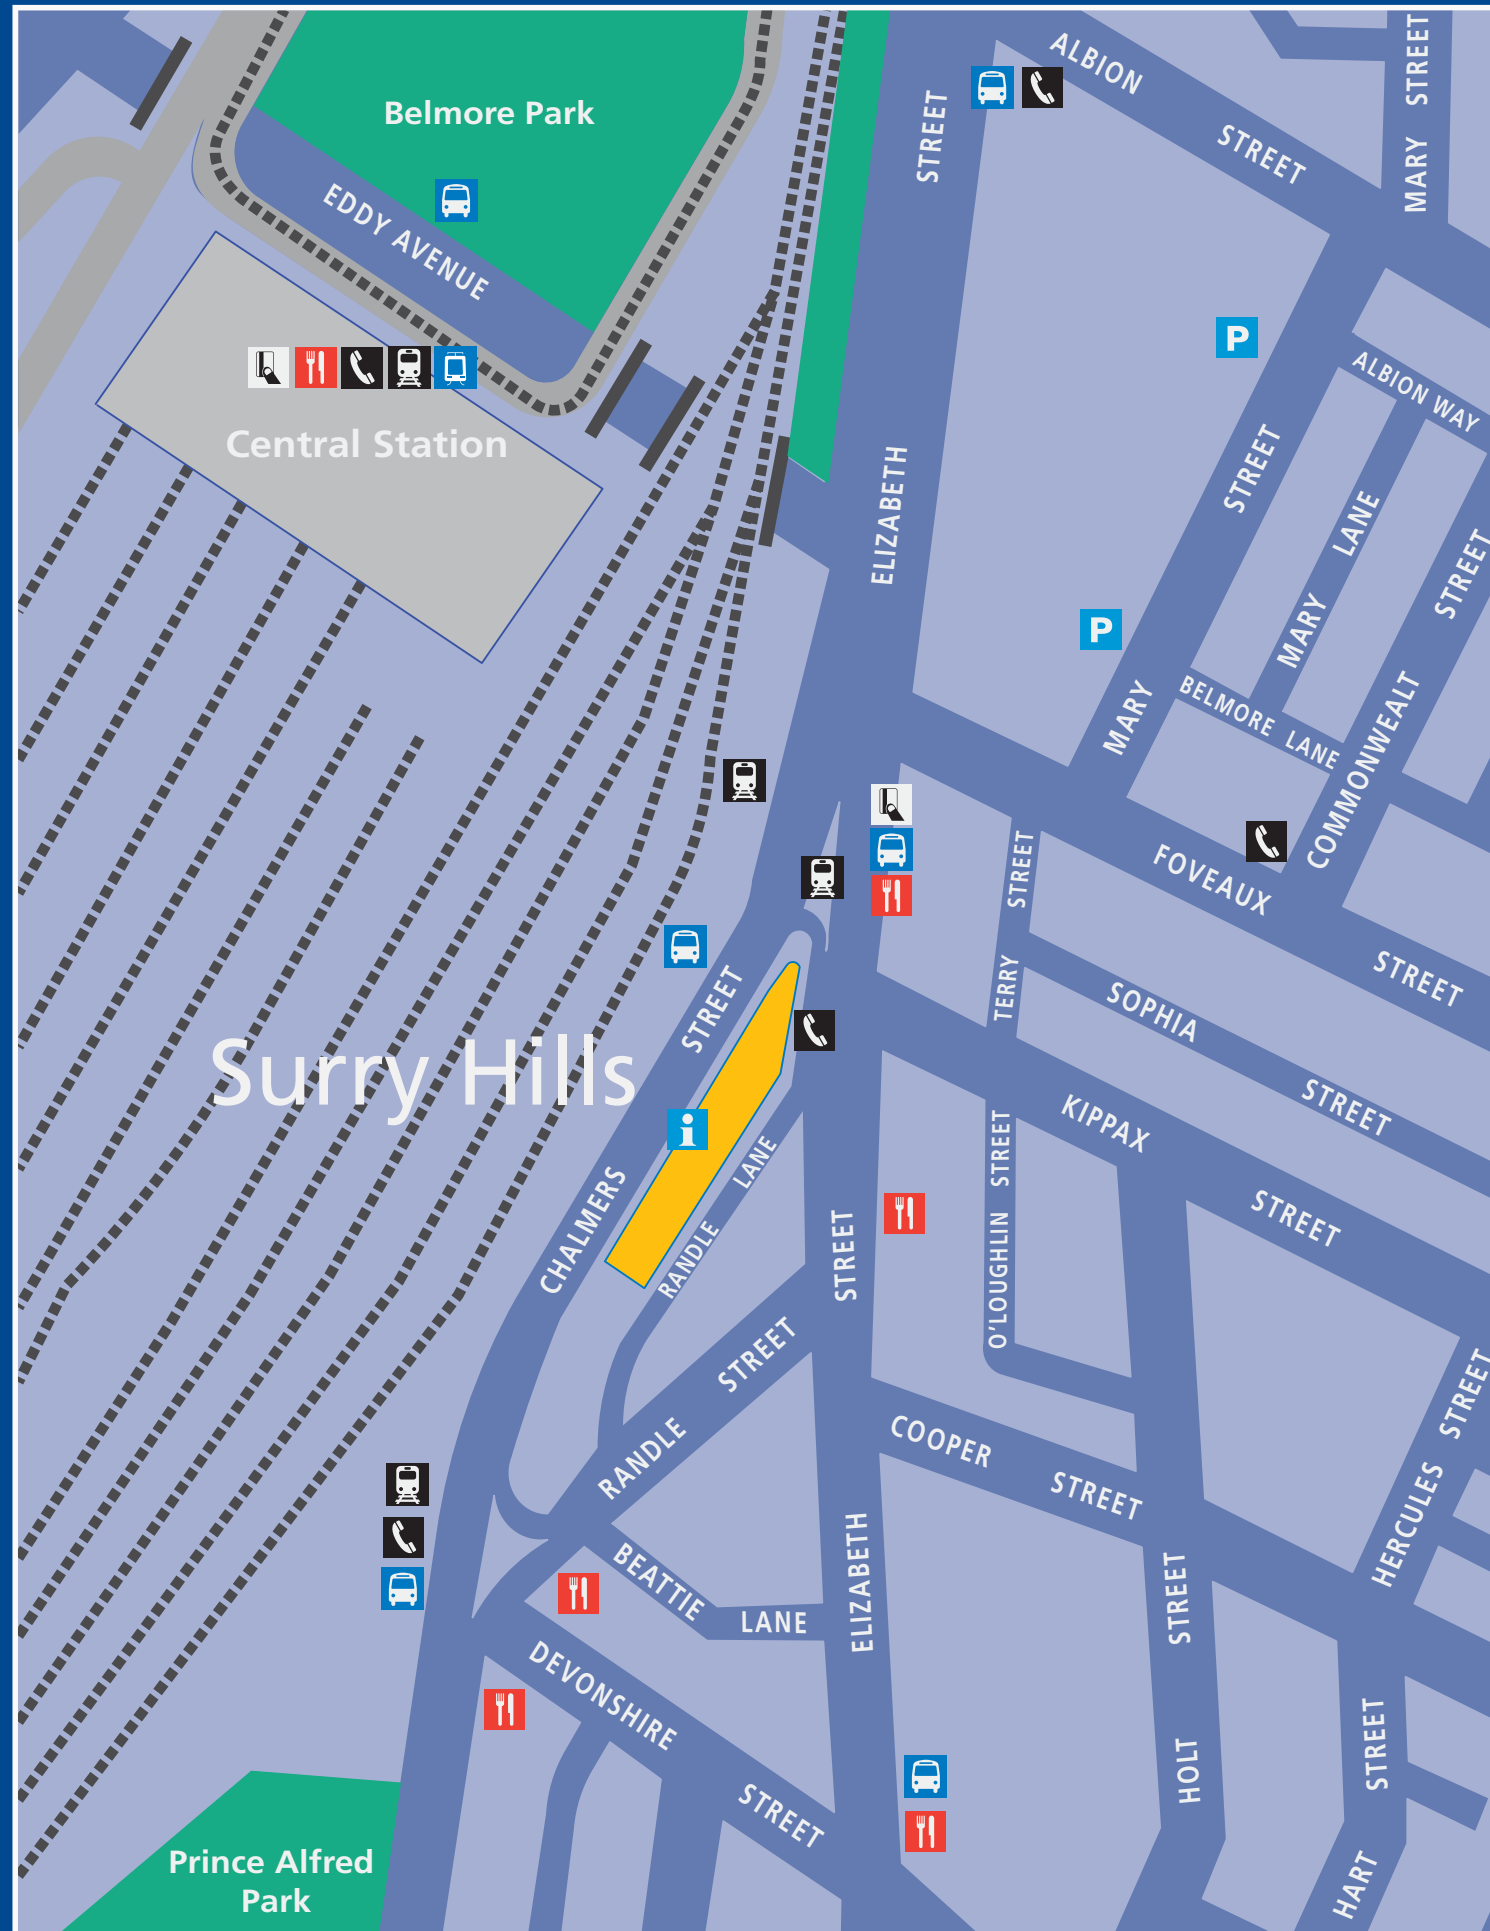 Belmore Park
EDDY AVENUE
Central Station
ALBION
STREET
MARY STREET
STREET
ELIZABETH
P
ALBION WAY
MARY STREET
MARY LANE
P
BELMORE LANE
COMMONWEALT
STREET
FOVEAUX
STREET
TERRY STREET
SOPHIA
STREET
KIPPAX
STREET
O'LOUGHLIN STREET
Surry Hills
CHALMERS
STREET
i
RANDLE LANE
RANDLE STREET
STREET
ELIZABETH
COOPER
STREET
HERCULES STREET
BEATTIE
LANE
HOLT STREET
DEVONSHIRE
STREET
HART STREET
Prince Alfred
Park